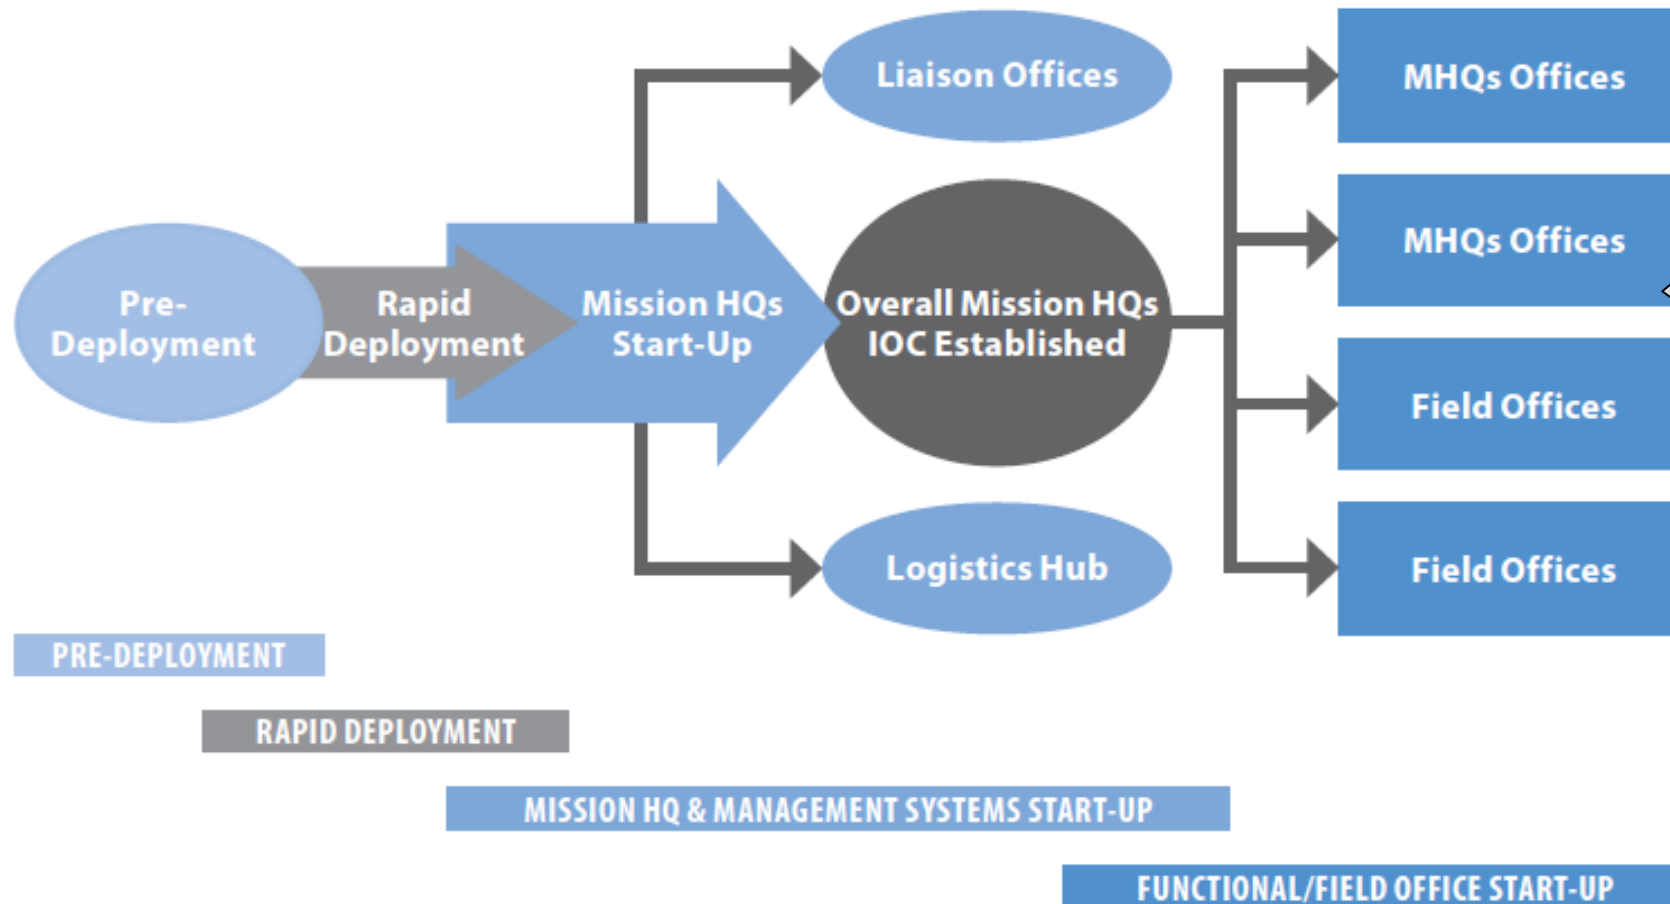 Liaison Offices
MHQs Offices
MHQs Offices
Pre-
Deployment
Rapid
Deployment
Mission HQs
Start-Up
Overall Mission HQs
IOC Established
Field Offices
Logistics Hub
Field Offices
PRE-DEPLOYMENT
RAPID DEPLOYMENT
MISSION HQ & MANAGEMENT SYSTEMS START-UP
FUNCTIONAL/FIELD OFFICE START-UP